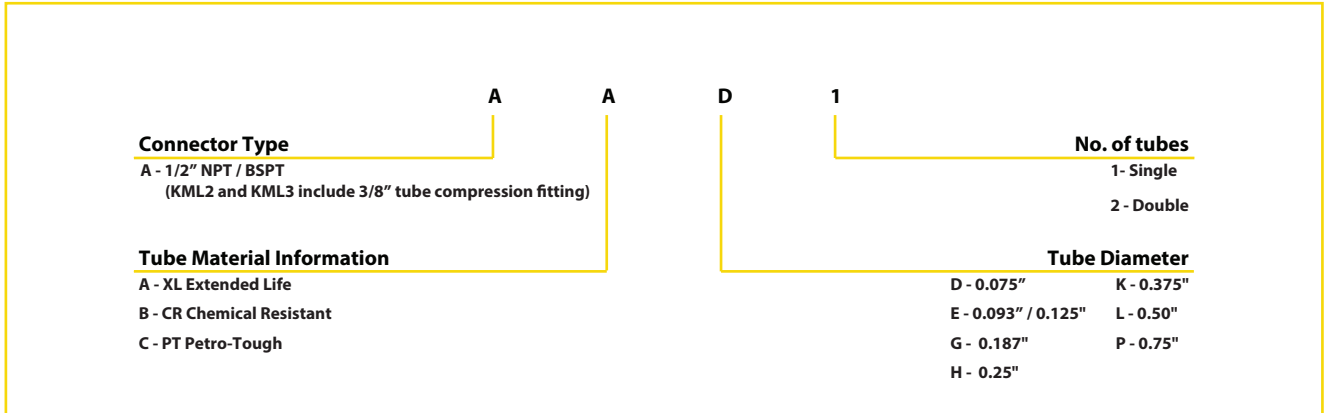 A A D 1
Connector Type
A - 1/2” NPT / BSPT
(KML2 and KML3 include 3/8” tube compression fitting)
No. of tubes
1- Single
2 - Double
Tube Material Information
A - XL Extended Life
B - CR Chemical Resistant
C - PT Petro-Tough
Tube Diameter
D - 0.075” K - 0.375"
E - 0.093” / 0.125" L - 0.50"
G - 0.187" P - 0.75"
H - 0.25"